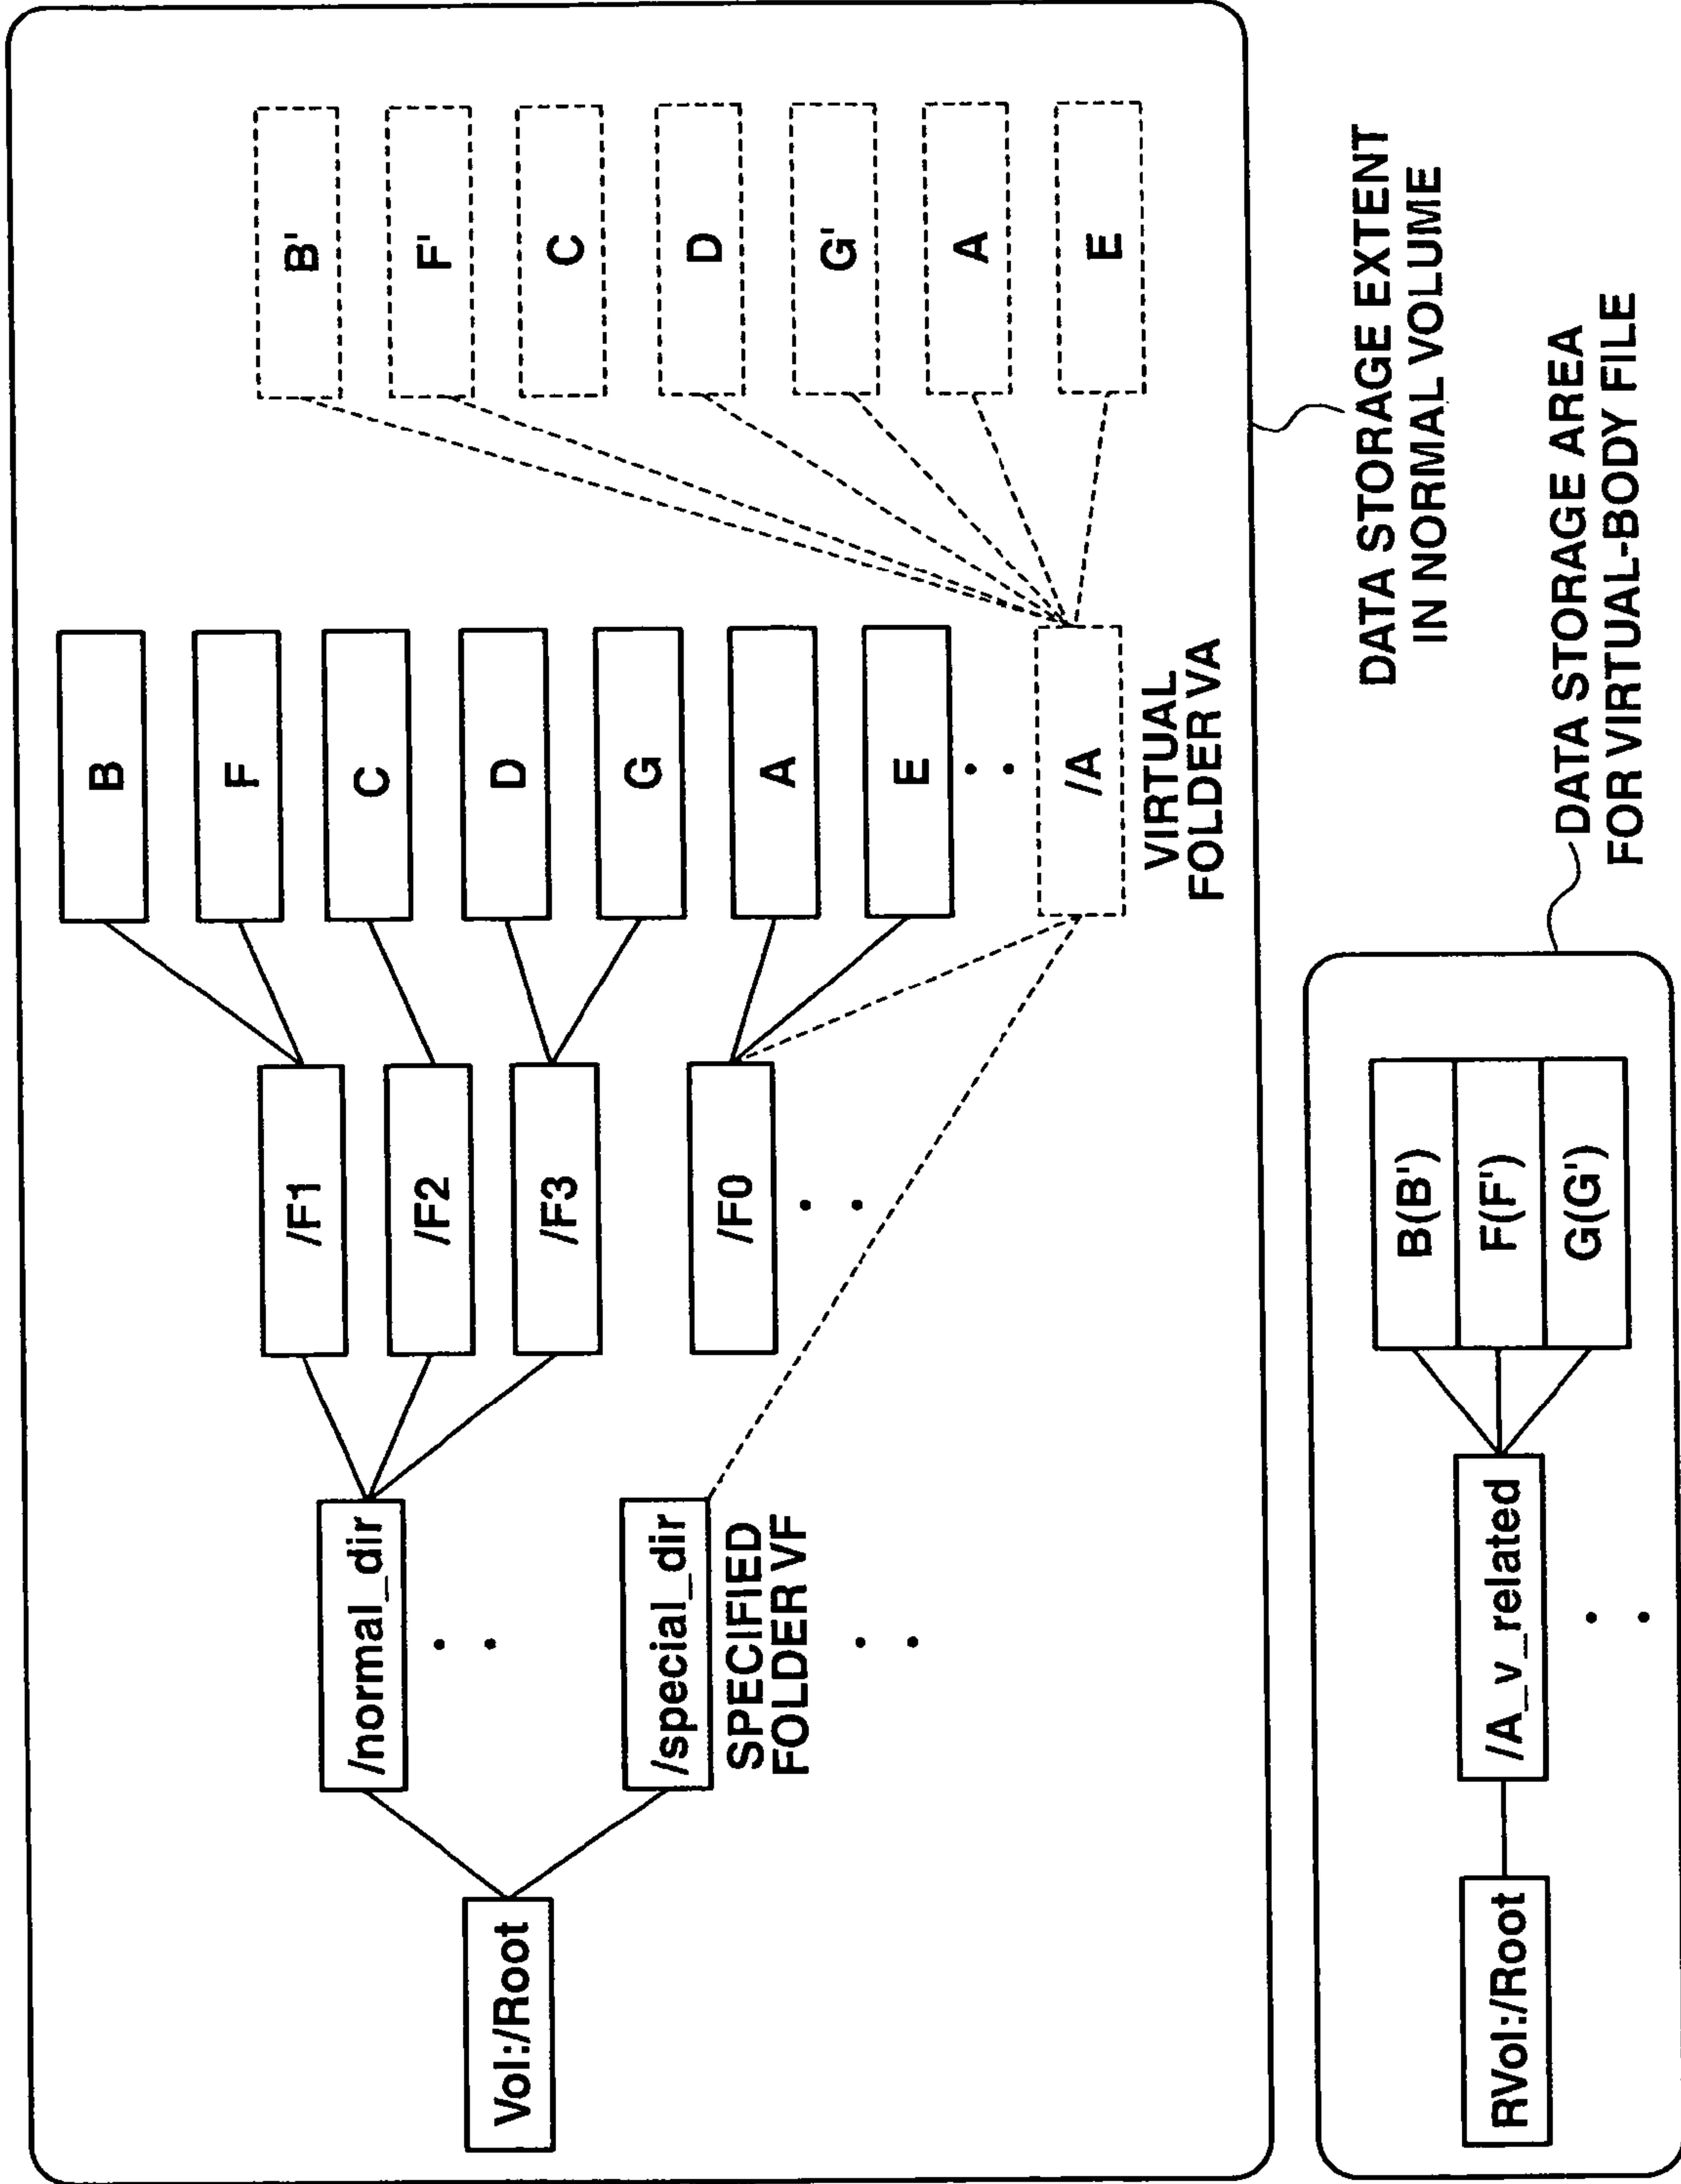 Vol:/Root
/normal_dir
/special_dir
SPECIFIED
FOLDER VF
/F1
/F2
/F3
/F0
B
F
C
D
G
A
E
/A
VIRTUAL
FOLDER VA
B'
F'
C
D
G'
A
E
DATA STORAGE EXTENT
IN NORMAL VOLUME
RVol:/Root
/A_v_related
B(B')
F(F')
G(G')
DATA STORAGE AREA
FOR VIRTUAL-BODY FILE